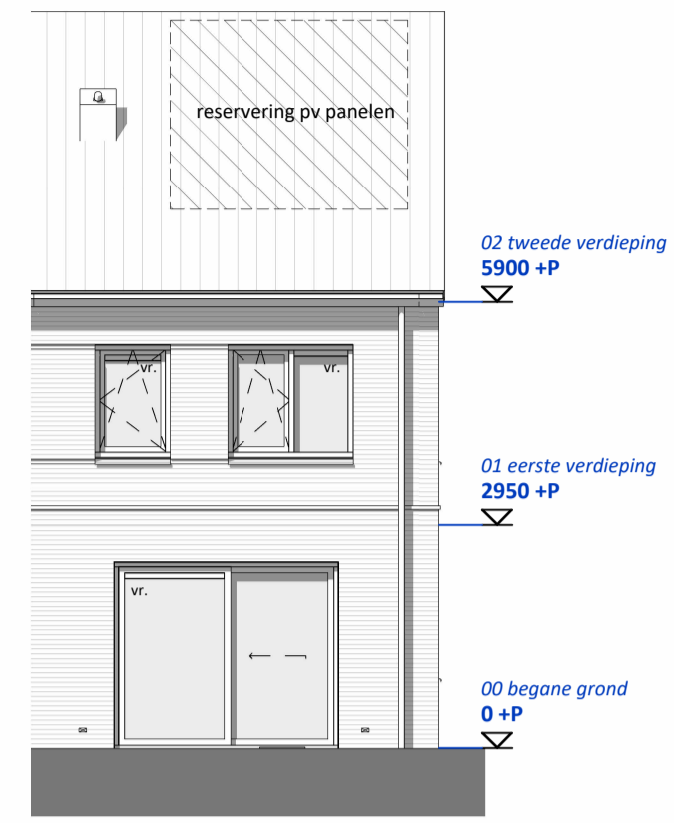 reservering pv panelen
02 tweede verdieping
5900 +P
vr.
vr.
01 eerste verdieping
2950 +P
vr.
00 begane grond
0 +P